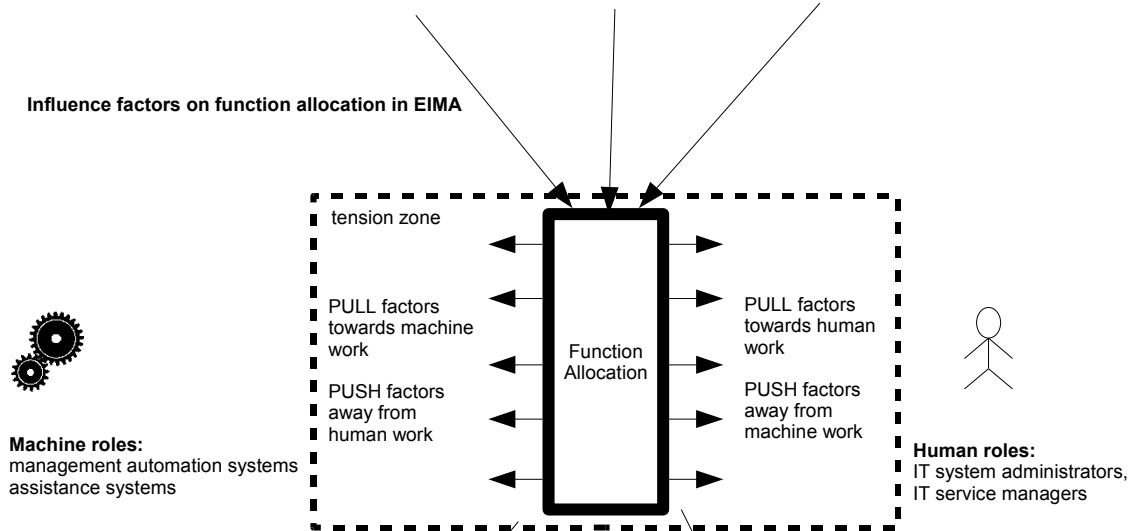 Influence factors on function allocation in EIMA
tension zone
PULL factors
towards machine
work
PUSH factors
away from
human work
Function
Allocation
PULL factors
towards human
work
PUSH factors
away from
machine work
Machine roles:
management automation systems
assistance systems
Human roles:
IT system administrators,
IT service managers